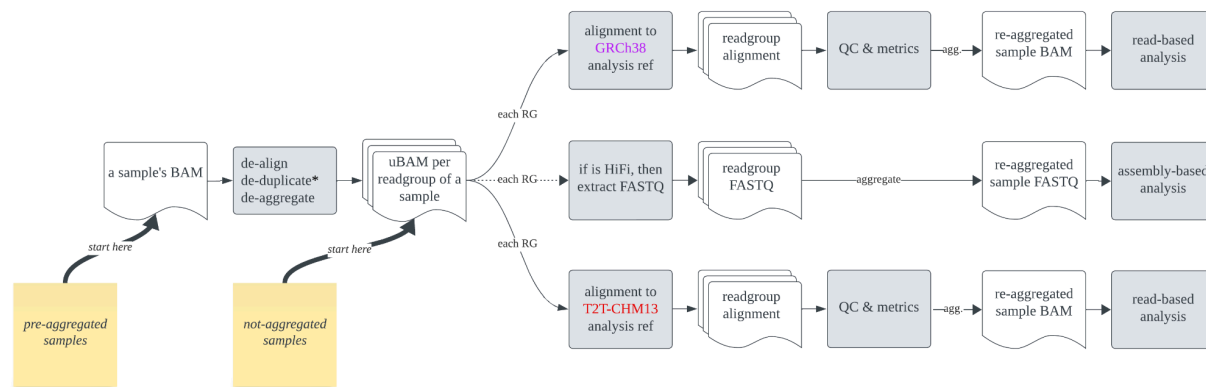 alignment to
GRCh38
analysis ref
readgroup
alignment
QC & metrics
agg.
re-aggregated
sample BAM
read-based
analysis
each RG
a sample's BAM
de-align
de-duplicate*
de-aggregate
uBAM per
readgroup of a
sample
each RG
if is HiFi, then
extract FASTQ
readgroup
FASTQ
aggregate
re-aggregated
sample FASTQ
assembly-based
analysis
start here
start here
each RG
pre-aggregated
samples
not-aggregated
samples
alignment to
T2T-CHM13
analysis ref
readgroup
alignment
QC & metrics
agg.
re-aggregated
sample BAM
read-based
analysis